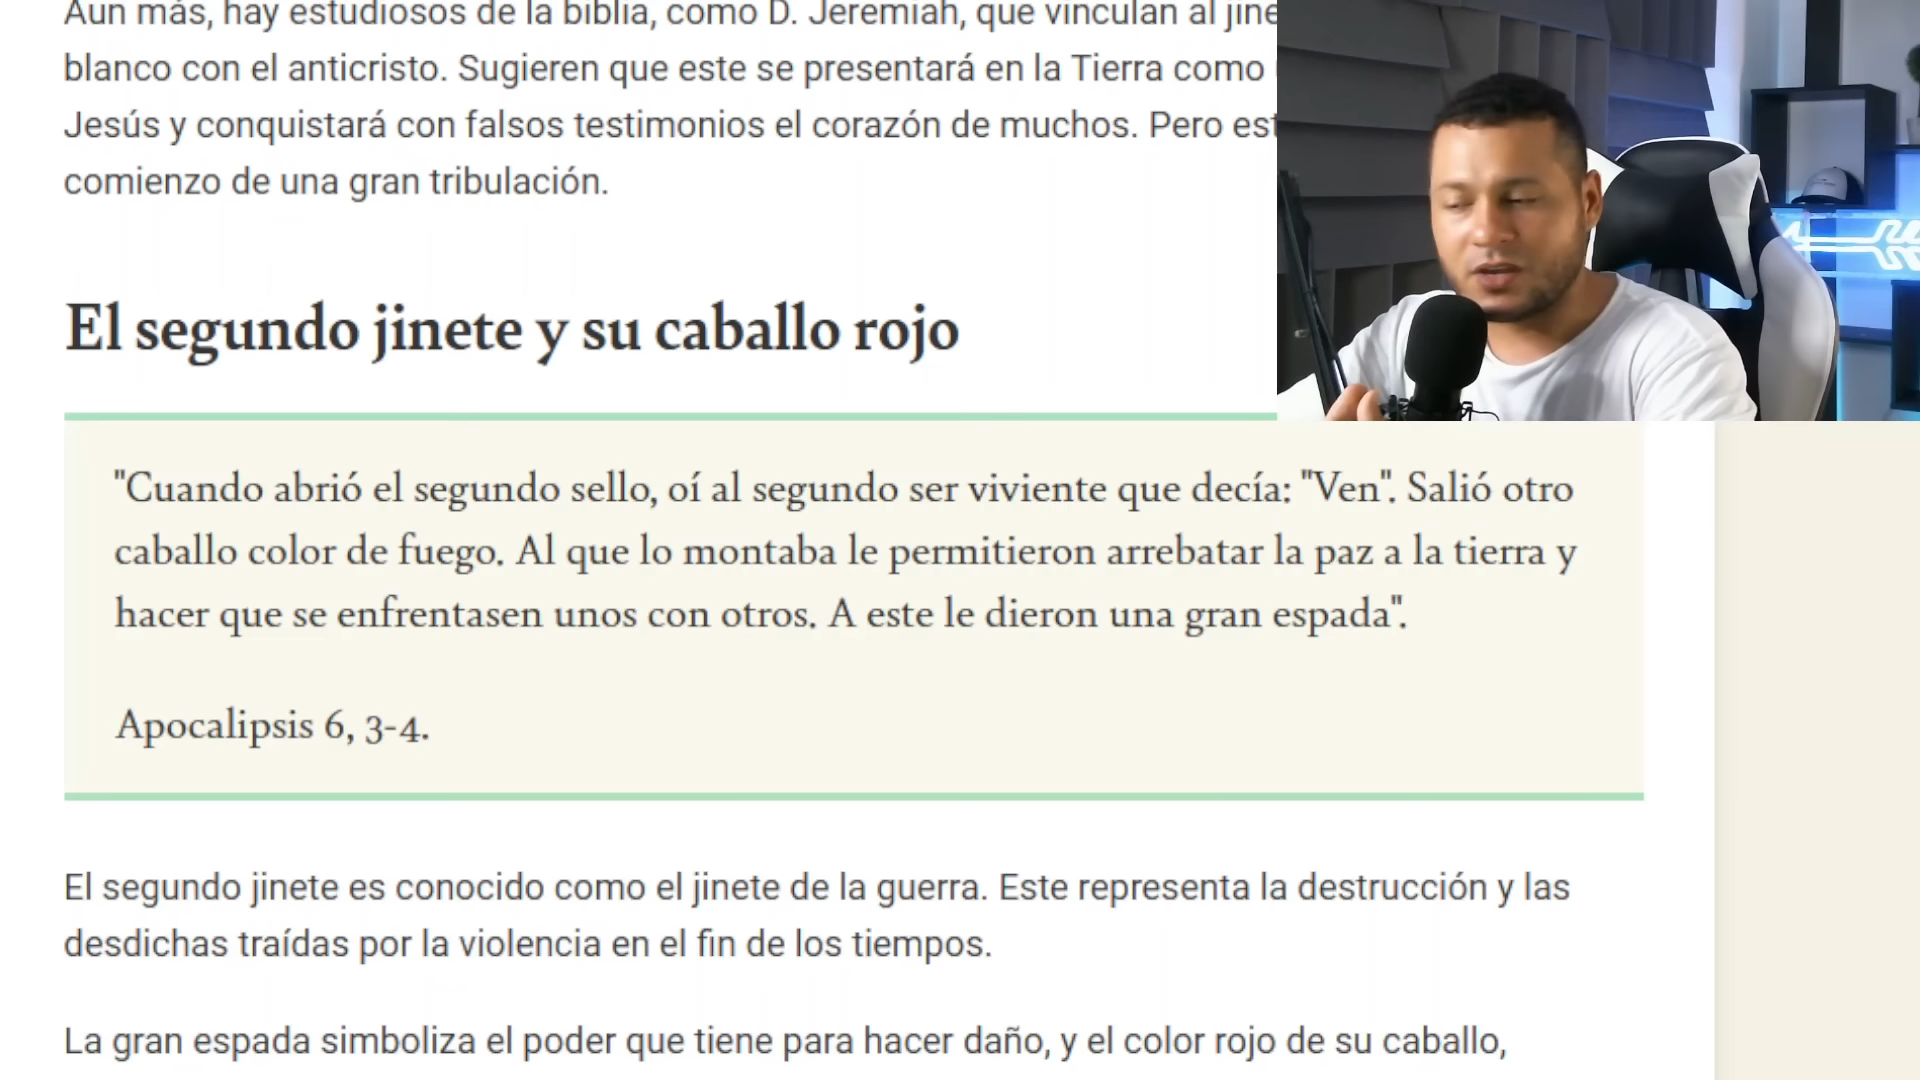 Aun más, hay estudiosos de la biblia, como D. Jeremiah, que vinculan al
blanco con el anticristo. Sugieren que este se presentará en la Tierra como
Jesús y conquistará con falsos testimonios el corazón de muchos. Pero
comienzo de una gran tribulación.
El segundo jinete y su caballo rojo
"Cuando abrió el segundo sello, oí al segundo ser viviente que decía: "Ven". Salió otro
caballo color de fuego. Al que lo montaba le permitieron arrebatar la paz a la tierra y
hacer que se enfrentasen unos con otros. A este le dieron una gran espada".
Apocalipsis 6, 3-4.
El segundo jinete es conocido como el jinete de la guerra. Este representa la destrucción y las
desdichas traídas por la violencia en el fin de los tiempos.
La gran espada simboliza el poder que tiene para hacer daño, y el color rojo de su caballo,